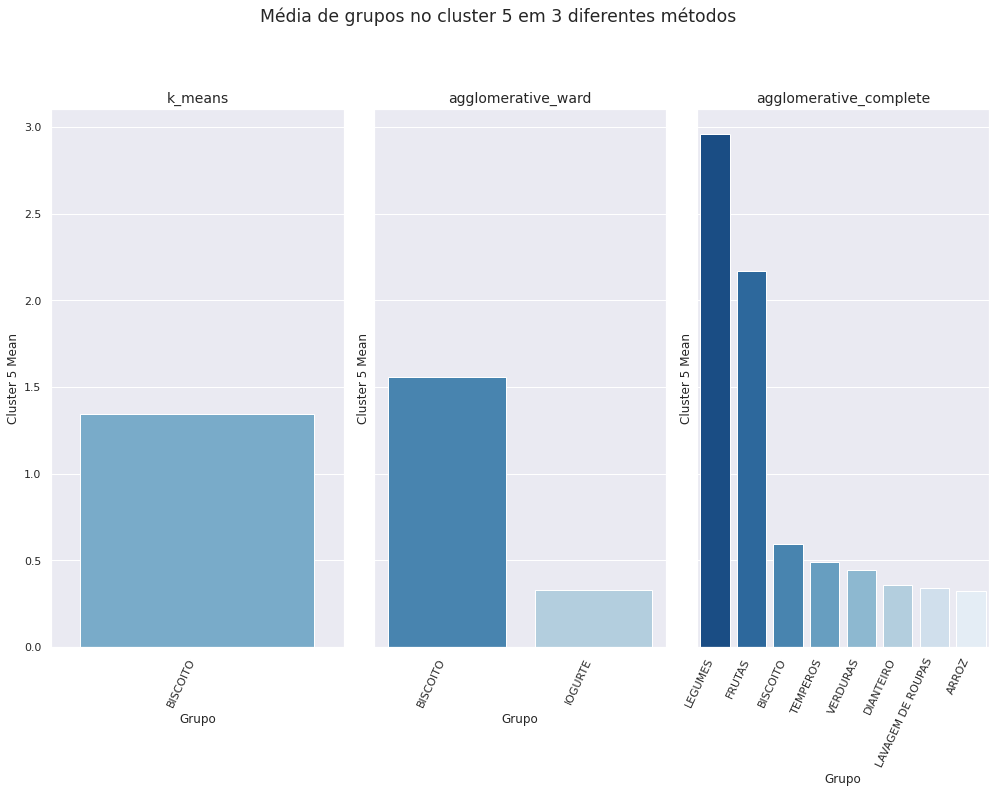 Média de grupos no cluster 5 em 3 diferentes métodos
k_means
agglomerative_ward
agglomerative_complete
3.0
2.5
2.0
1.5
1.0
0.5
0.0
Cluster 5 Mean
BISCOITO
Grupo
Cluster 5 Mean
BISCOITO
IOGURTE
Grupo
Cluster 5 Mean
LEGUMES
FRUTAS
BISCOITO
TEMPEROS
VERDURAS
DIANTEIRO
LAVAGEM DE ROUPAS
ARROZ
Grupo